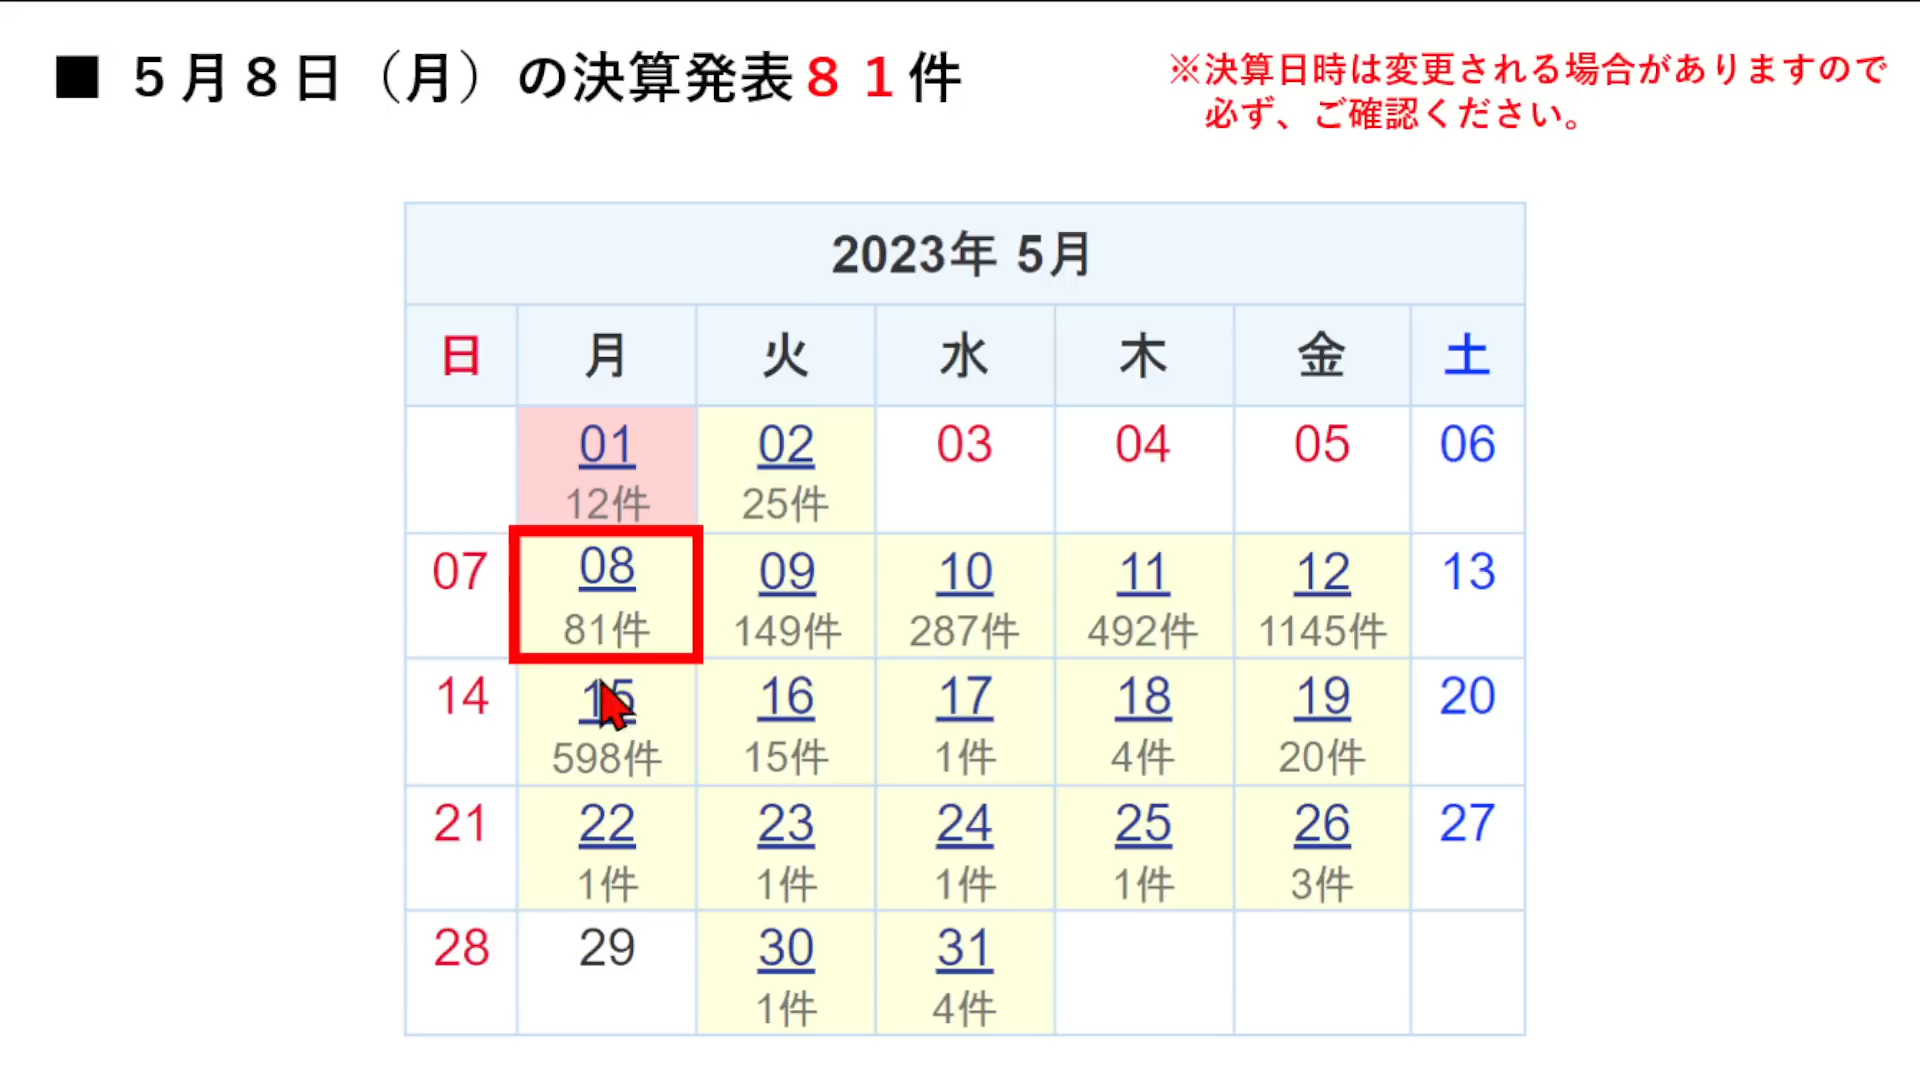 ■ ５月８日（月）の決算発表８１件
※決算日時は変更される場合がありますので
必ず、ご確認ください。
2023年 5月
日 月 火 水 木 金 土
01 02 03 04 05 06
12件 25件
07 08 09 10 11 12 13
81件 149件 287件 492件 1145件
14 15 16 17 18 19 20
598件 15件 1件 4件 20件
21 22 23 24 25 26 27
1件 1件 1件 1件 3件
28 29 30 31
1件 4件